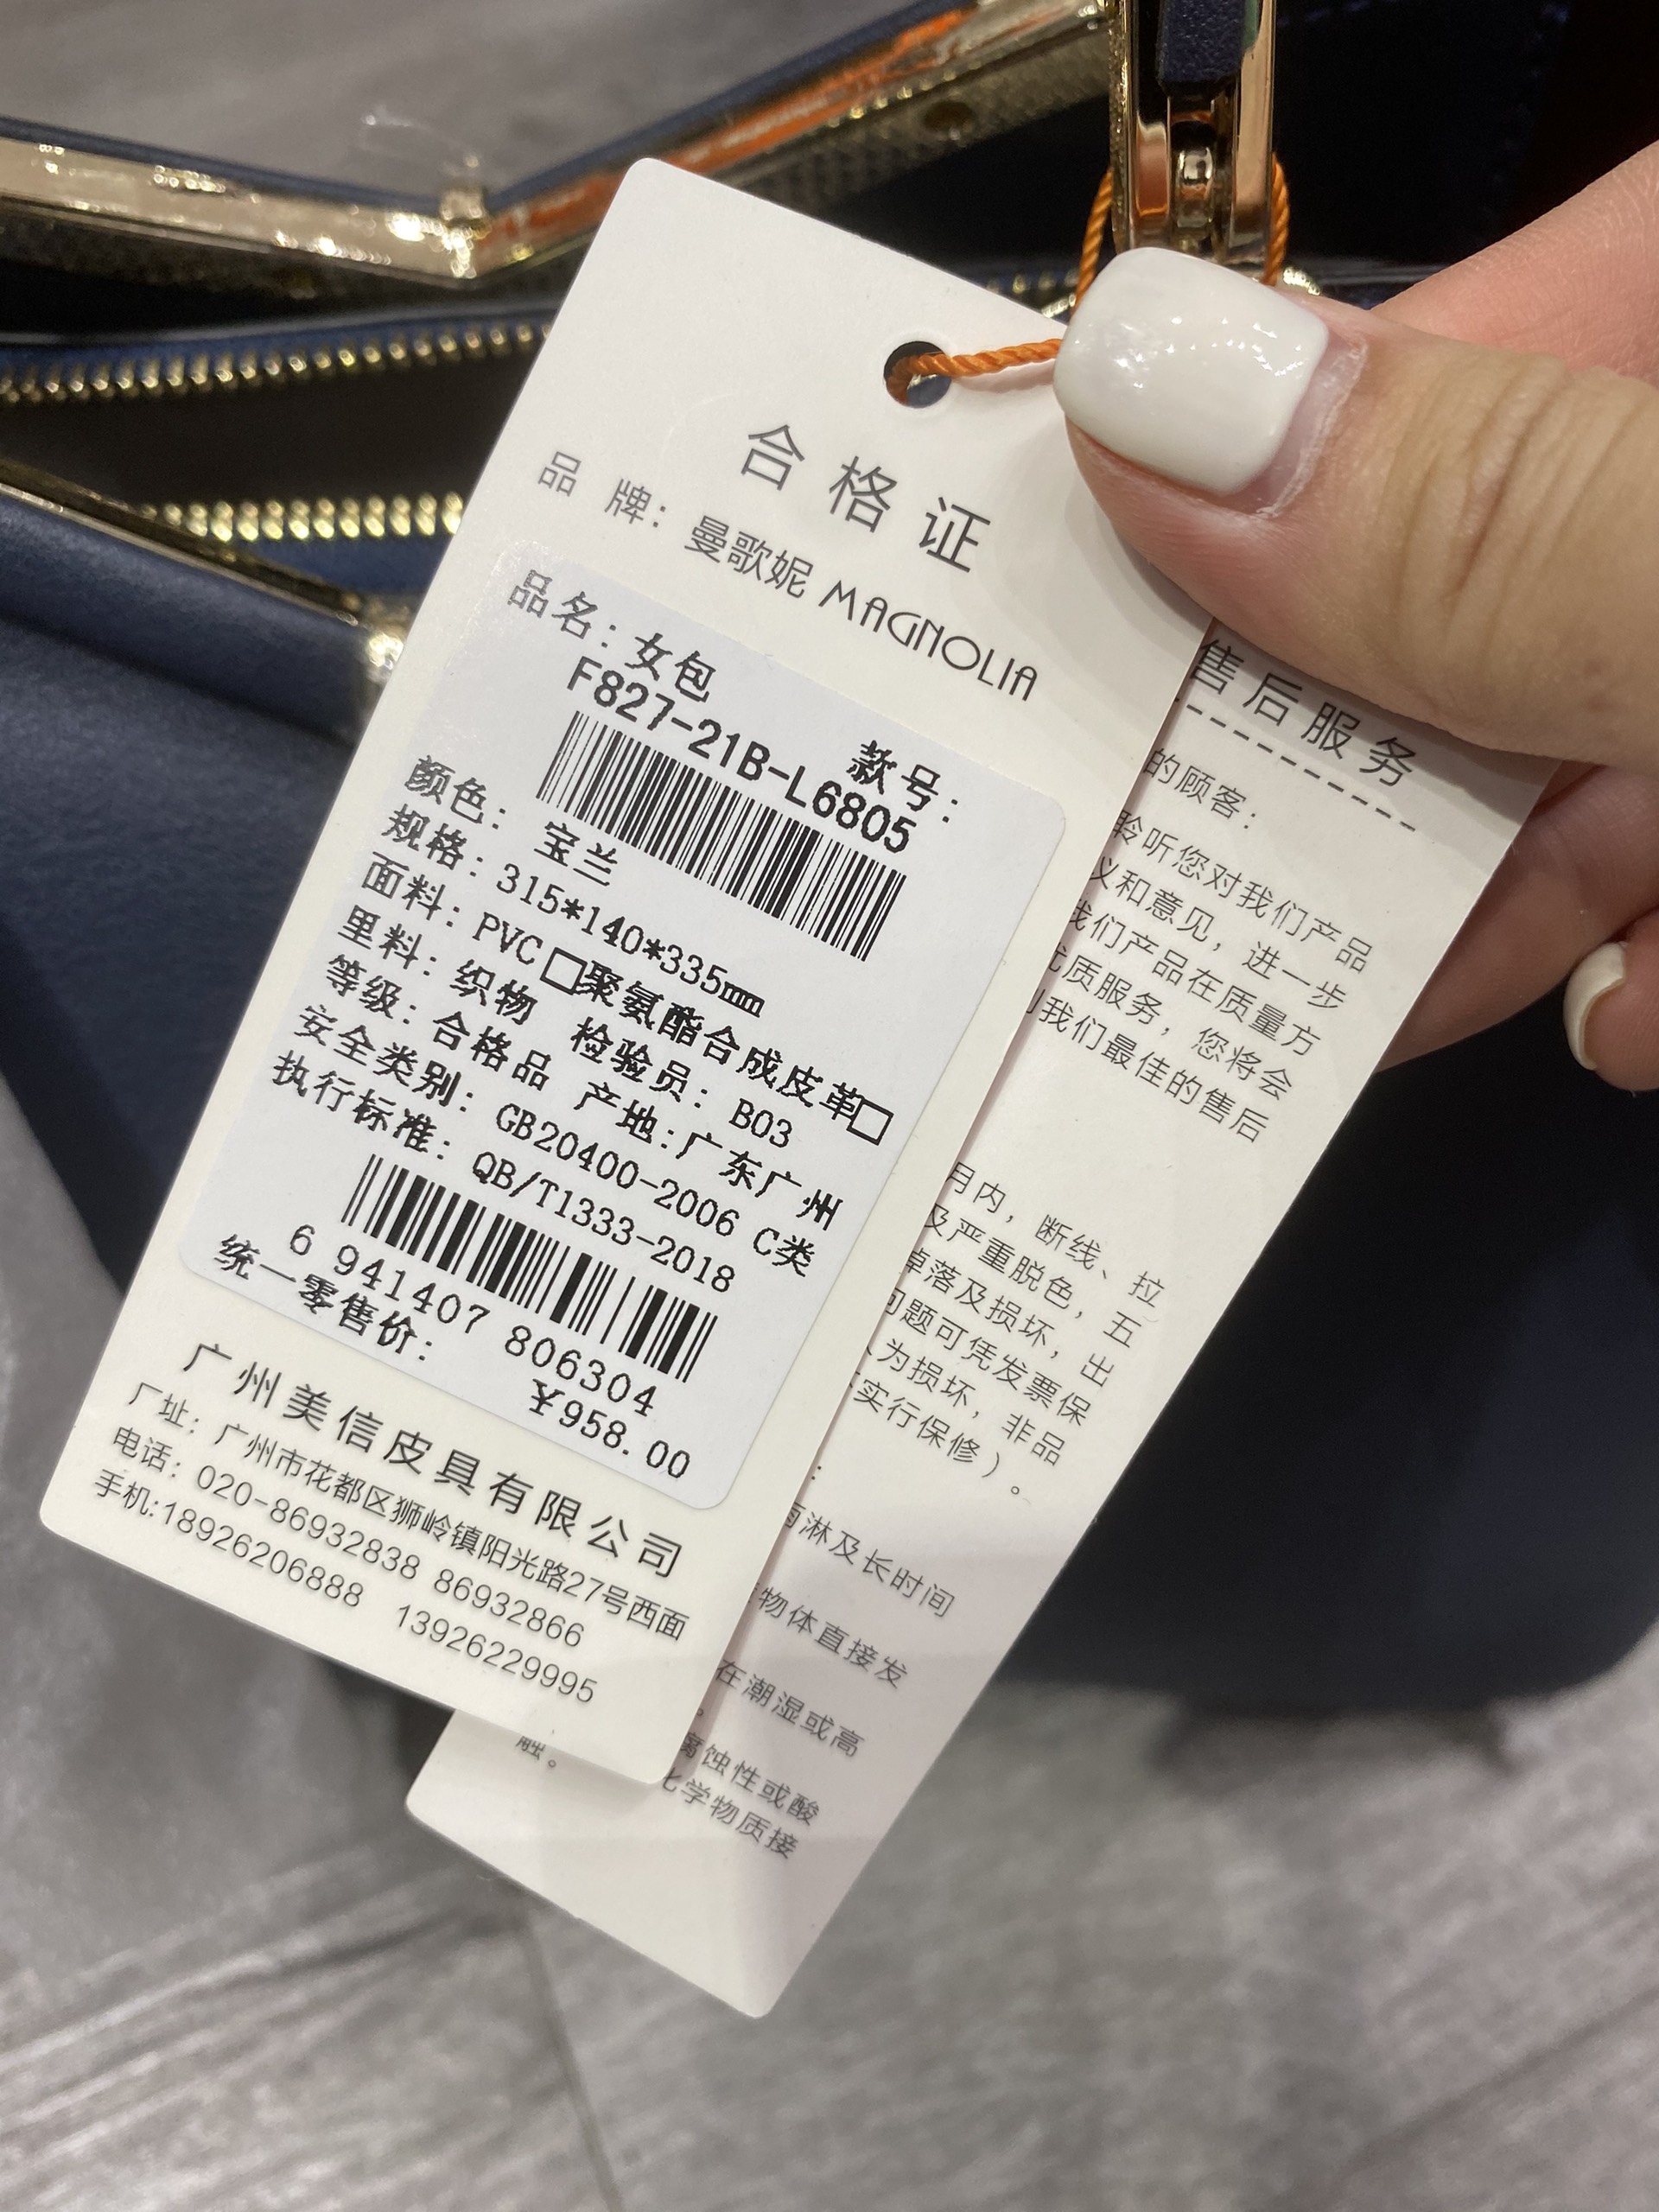 合格证
品 牌：曼歌妮 MAGNOLIA
品名：女包
款号：
F827-21B-L6805
颜色： 宝兰
规格：315*140*335mm
面料：PVC□聚氨酯合成皮革□
里料：织物 检验员：B03
等级：合格品 产地：广东广州
安全类别：GB20400-2006 C类
执行标准：QB/T1333-2018
6 941407 806304
统一零售价：
¥958.00
广州美信皮具有限公司
厂址：广州市花都区狮岭镇阳光路27号西面
电话：020-86932838 86932866
手机:18926206888 13926229995
售后服务
的顾客：
聆听您对我们产品
义和意见，进一步
我们产品在质量方
优质服务，您将会
我们最佳的售后
月内，断线、拉
及严重脱色，五
掉落及损坏，出
问题可凭发票保
为损坏，非品
实行保修）。
雨淋及长时间
物体直接发
在潮湿或高
腐蚀性或酸
化学物质接
触。